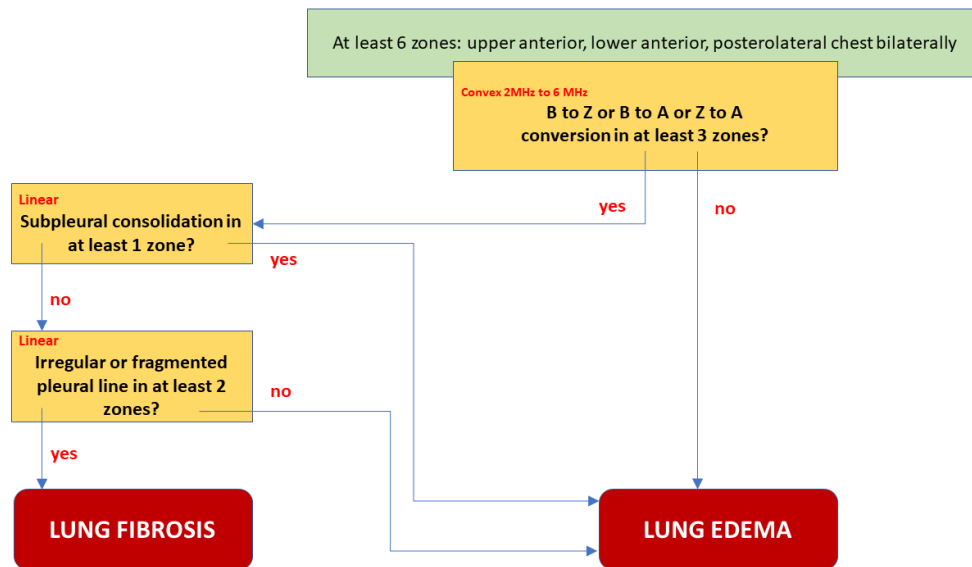 At least 6 zones: upper anterior, lower anterior, posterolateral chest bilaterally
Convex 2MHz to 6 MHz
B to Z or B to A or Z to A
conversion in at least 3 zones?
yes
no
Linear
Subpleural consolidation in
at least 1 zone?
yes
no
Linear
Irregular or fragmented
pleural line in at least 2
zones?
no
yes
LUNG FIBROSIS
LUNG EDEMA